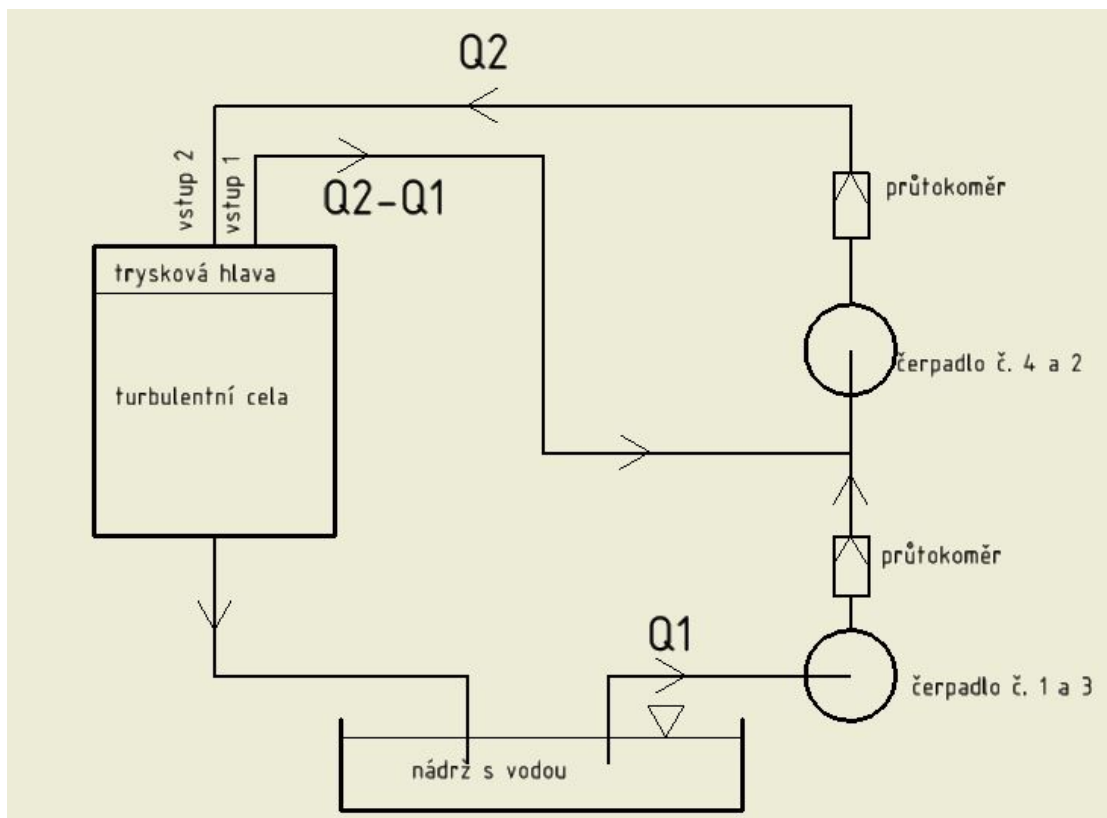 Q2
vstup 2
vstup 1
Q2-Q1
průtokoměr
trysková hlava
čerpadlo č. 4 a 2
turbulentní cela
průtokoměr
Q1
čerpadlo č. 1 a 3
nádrž s vodou